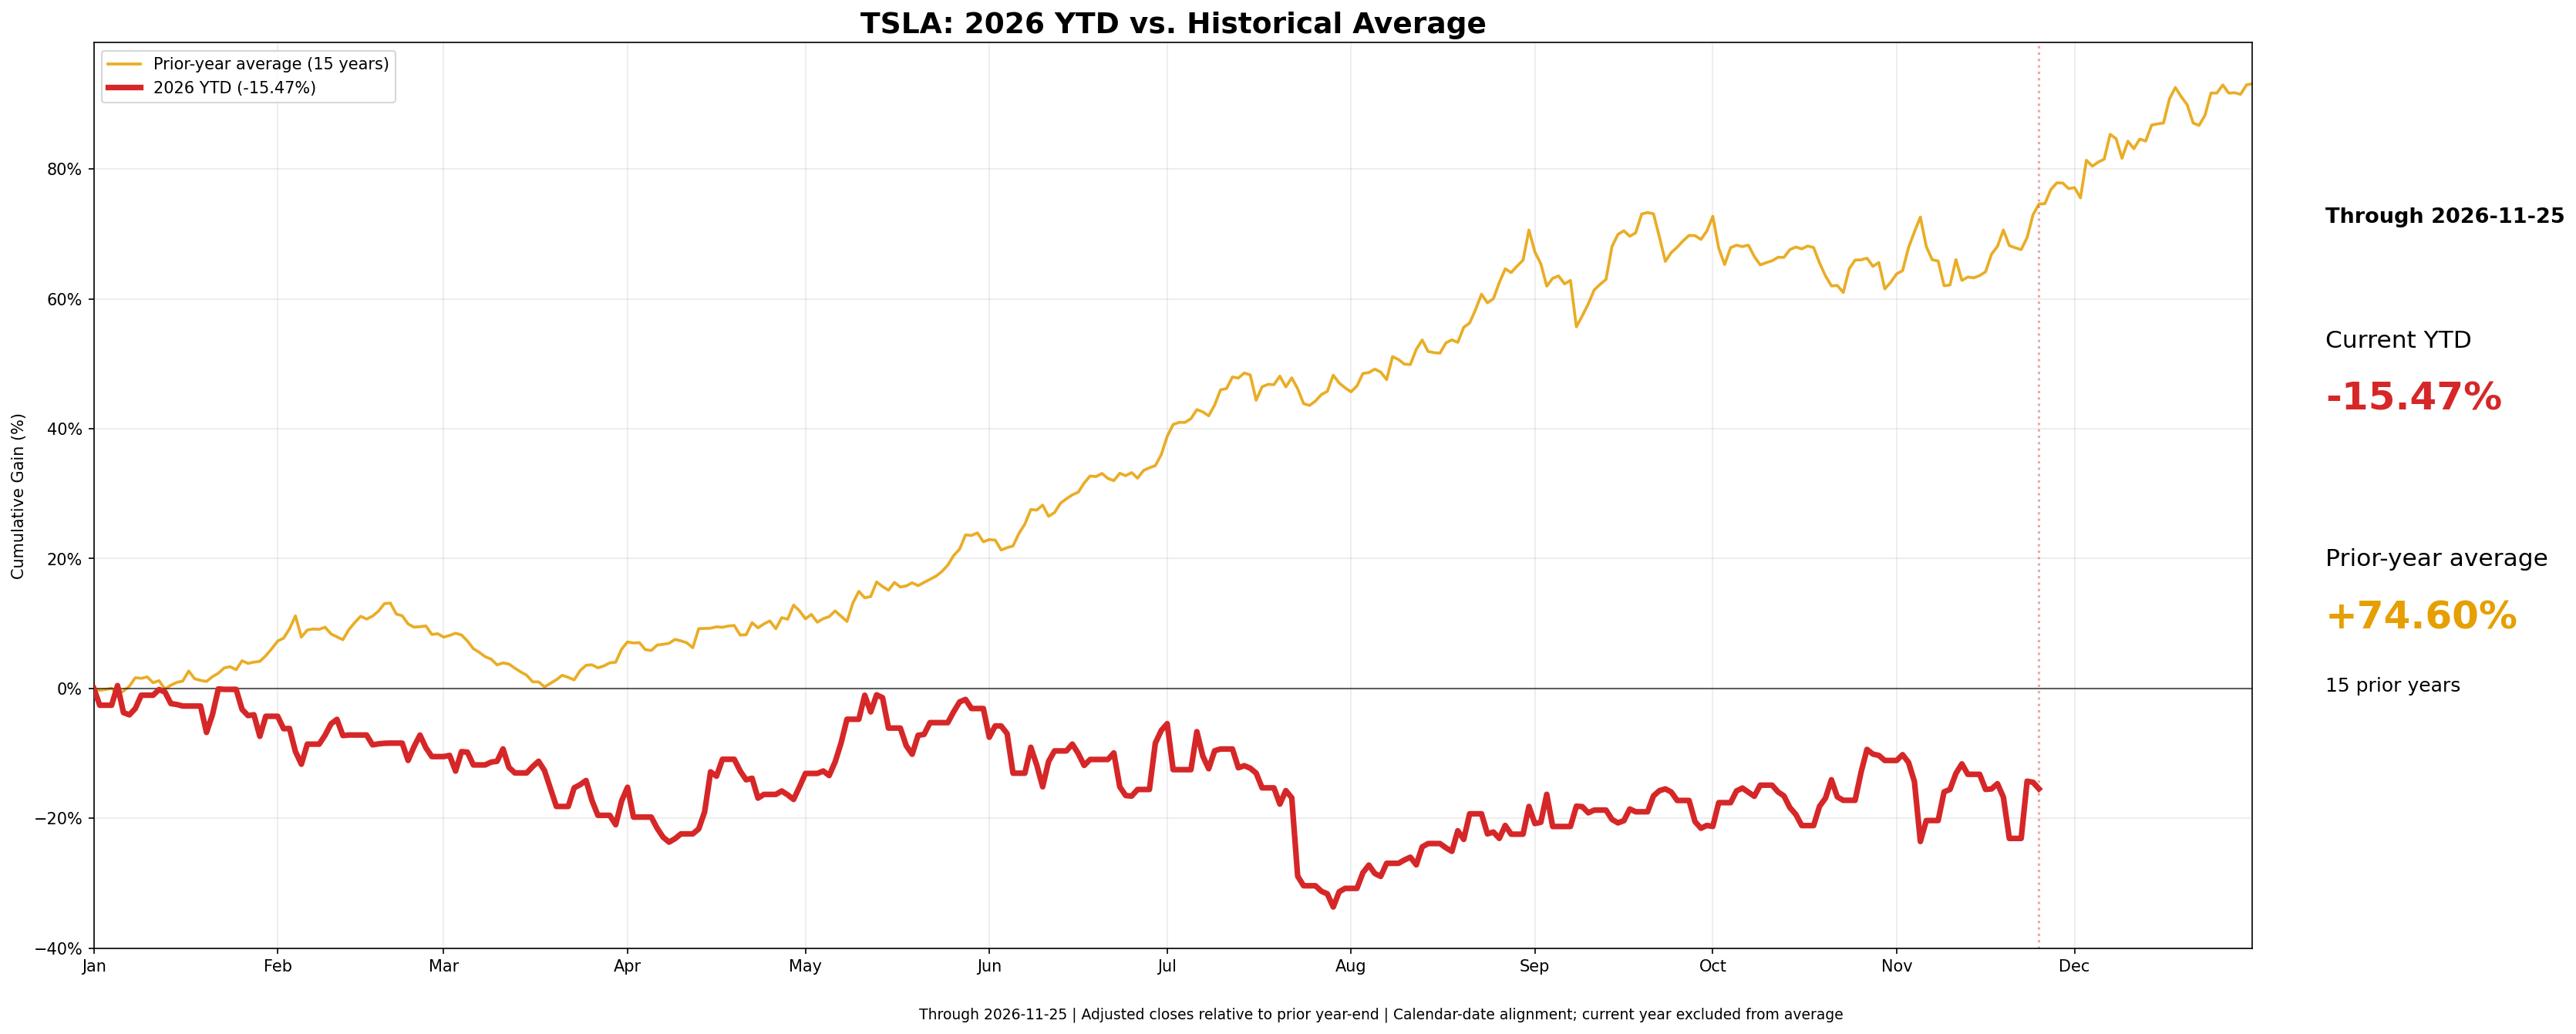 TSLA: 2026 YTD vs. Historical Average
Prior-year average (15 years)
2026 YTD (-15.47%)
Cumulative Gain (%)
80%
60%
40%
20%
0%
−20%
−40%
Jan
Feb
Mar
Apr
May
Jun
Jul
Aug
Sep
Oct
Nov
Dec
Through 2026-11-25
Current YTD
-15.47%
Prior-year average
+74.60%
15 prior years
Through 2026-11-25 | Adjusted closes relative to prior year-end | Calendar-date alignment; current year excluded from average